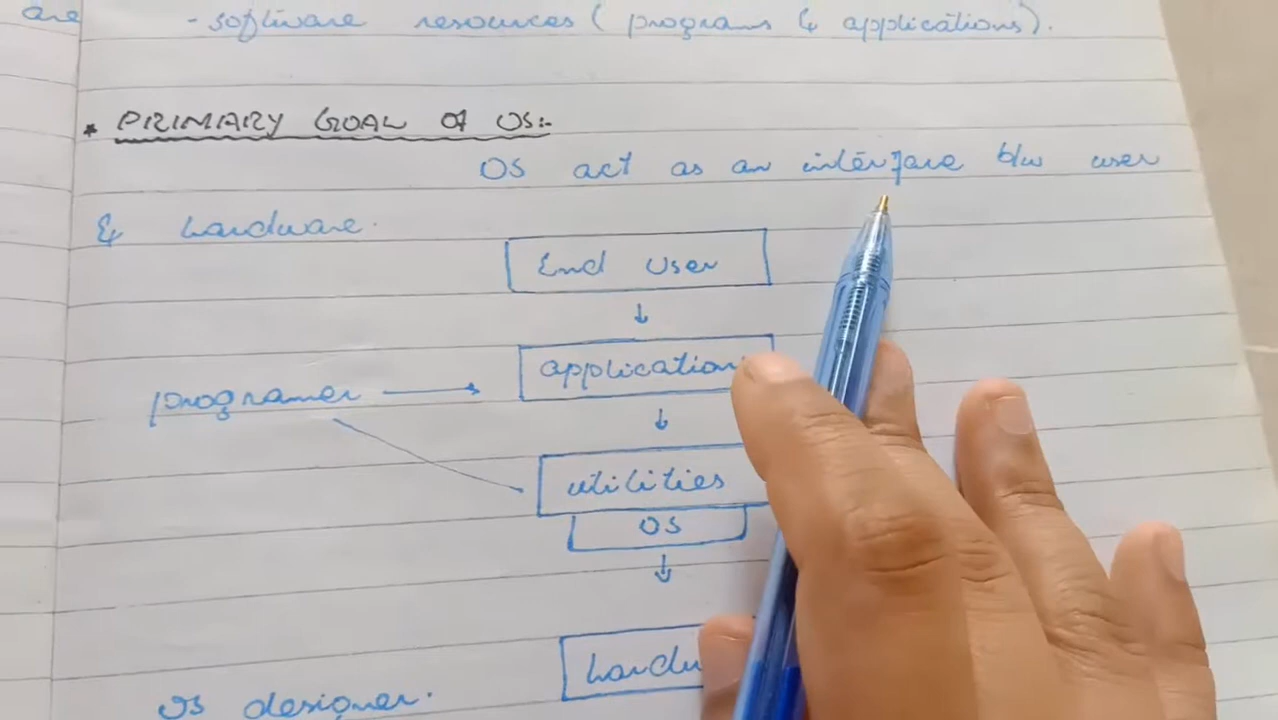 are - software resources ( programs & applications).
* PRIMARY GOAL OF OS:-
OS act as an interface b/w user
& hardware.
End User
application
programer
utilities
OS
OS designer.